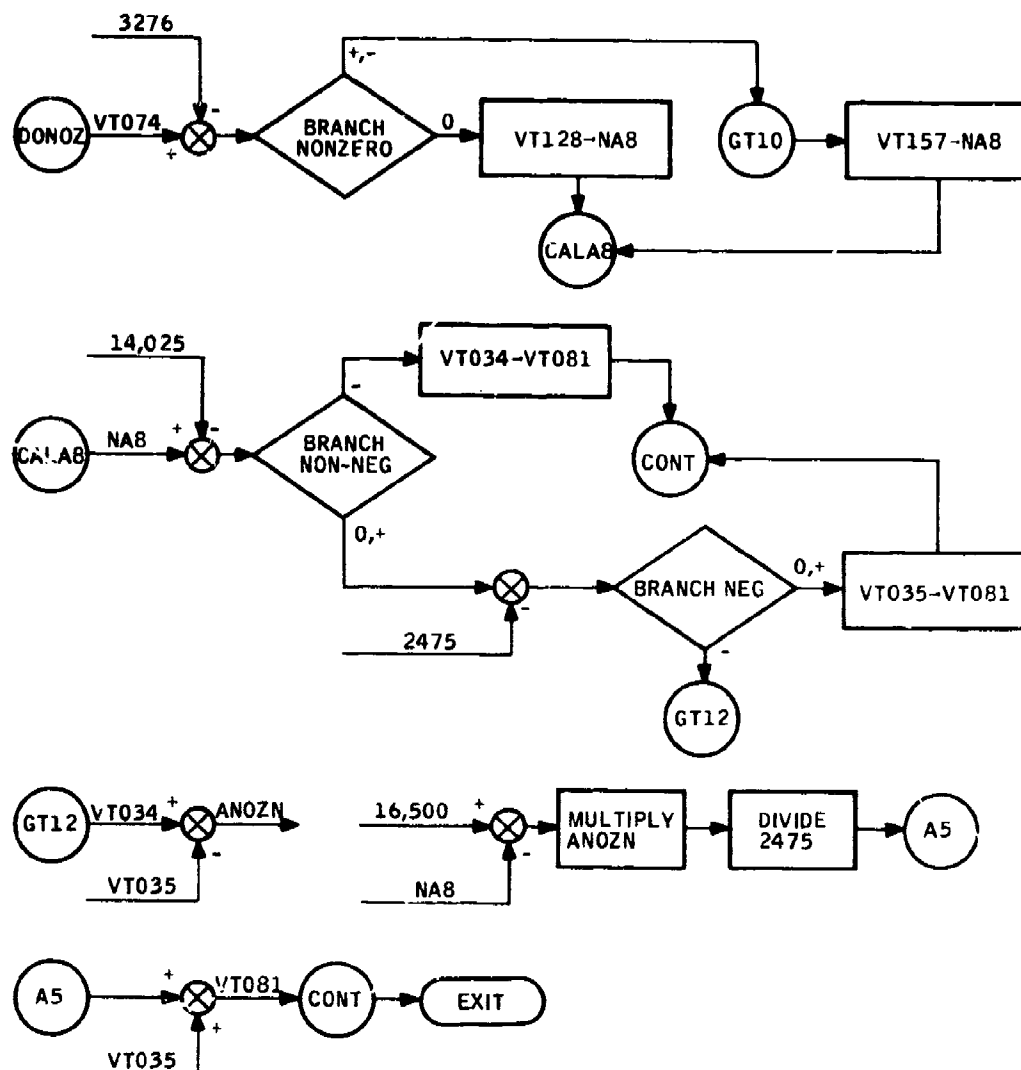 3276
+,-
-
DONOZ
VT074
+
BRANCH
NONZERO
0
VT128-NA8
GT10
VT157-NA8
CALA8
14,025
VT034-VT081
-
+
-
CALA8
NA8
BRANCH
NON-NEG
CONT
0,+
BRANCH NEG
0,+
VT035-VT081
-
2475
-
GT12
GT12
VT034
+
ANOZN
-
VT035
16,500
+
-
NA8
MULTIPLY
ANOZN
DIVIDE
2475
A5
A5
+
VT081
CONT
EXIT
+
VT035